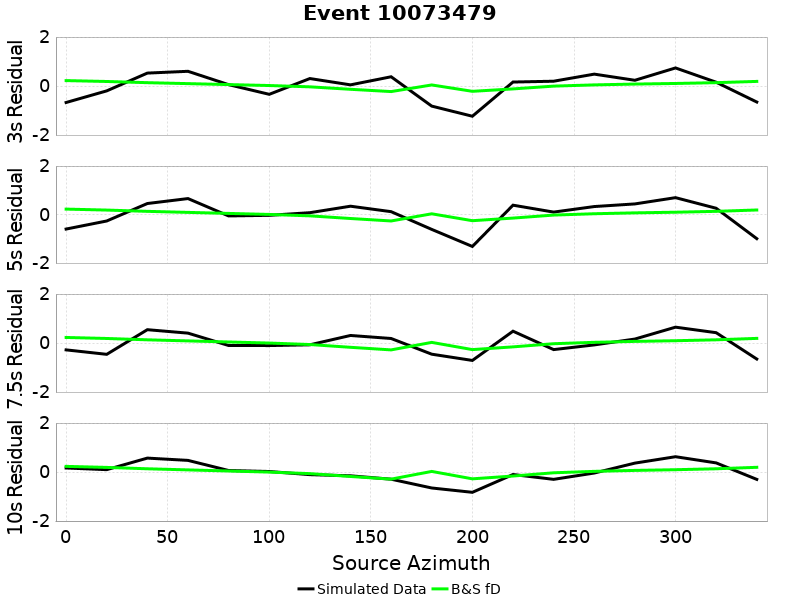 Event 10073479
3s Residual
2
0
-2
5s Residual
2
0
-2
7.5s Residual
2
0
-2
10s Residual
2
0
-2
0 50 100 150 200 250 300
Source Azimuth
Simulated Data B&S fD